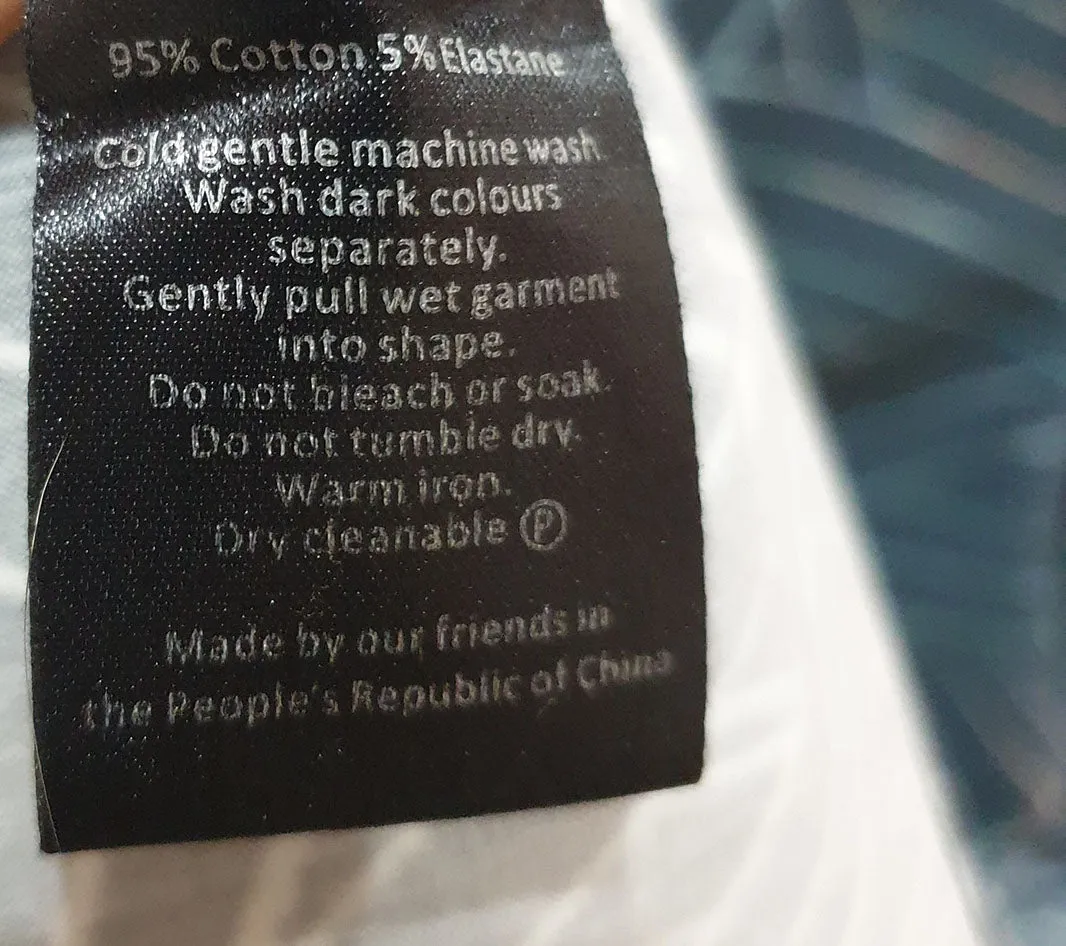 95% Cotton 5% Elastane
Cold gentle machine wash
Wash dark colours
separately.
Gently pull wet garment
into shape.
Do not bleach or soak.
Do not tumble dry.
Warm iron.
Dry cleanable Ⓟ
Made by our friends in
the People's Republic of China